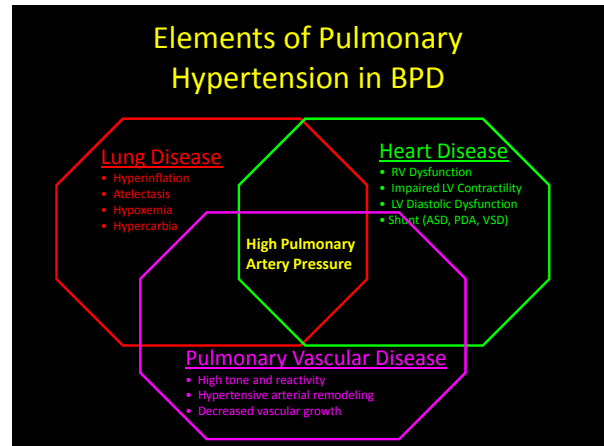 Elements of Pulmonary
Hypertension in BPD
Lung Disease
• Hyperinflation
• Atelectasis
• Hypoxemia
• Hypercarbia
Heart Disease
• RV Dysfunction
• Impaired LV Contractility
• LV Diastolic Dysfunction
• Shunt (ASD, PDA, VSD)
High Pulmonary
Artery Pressure
Pulmonary Vascular Disease
• High tone and reactivity
• Hypertensive arterial remodeling
• Decreased vascular growth